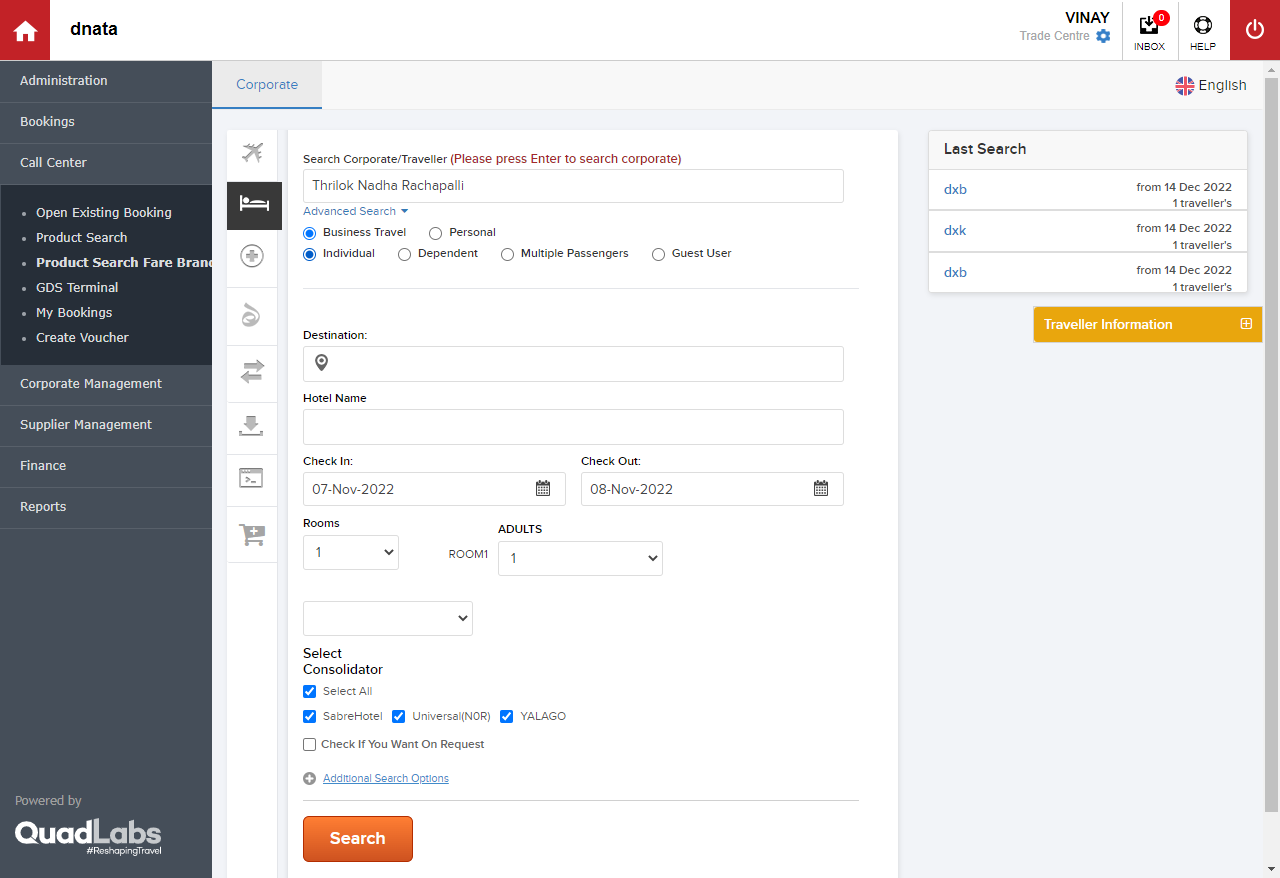 dnata
VINAY
Trade Centre
0
INBOX
HELP
Administration
Bookings
Call Center
Open Existing Booking
Product Search
Product Search Fare Bran
GDS Terminal
My Bookings
Create Voucher
Corporate Management
Supplier Management
Finance
Reports
Powered by
QuadLabs
#ReshapingTravel
Corporate
English
Search Corporate/Traveller (Please press Enter to search corporate)
Thrilok Nadha Rachapalli
Advanced Search
Business Travel Personal
Individual Dependent Multiple Passengers Guest User
Destination:
Hotel Name
Check In: Check Out:
07-Nov-2022 08-Nov-2022
Rooms ADULTS
1 ROOM1 1
Select
Consolidator
Select All
SabreHotel Universal(N0R) YALAGO
Check If You Want On Request
Additional Search Options
Search
Last Search
dxb from 14 Dec 2022
1 traveller's
dxk from 14 Dec 2022
1 traveller's
dxb from 14 Dec 2022
1 traveller's
Traveller Information